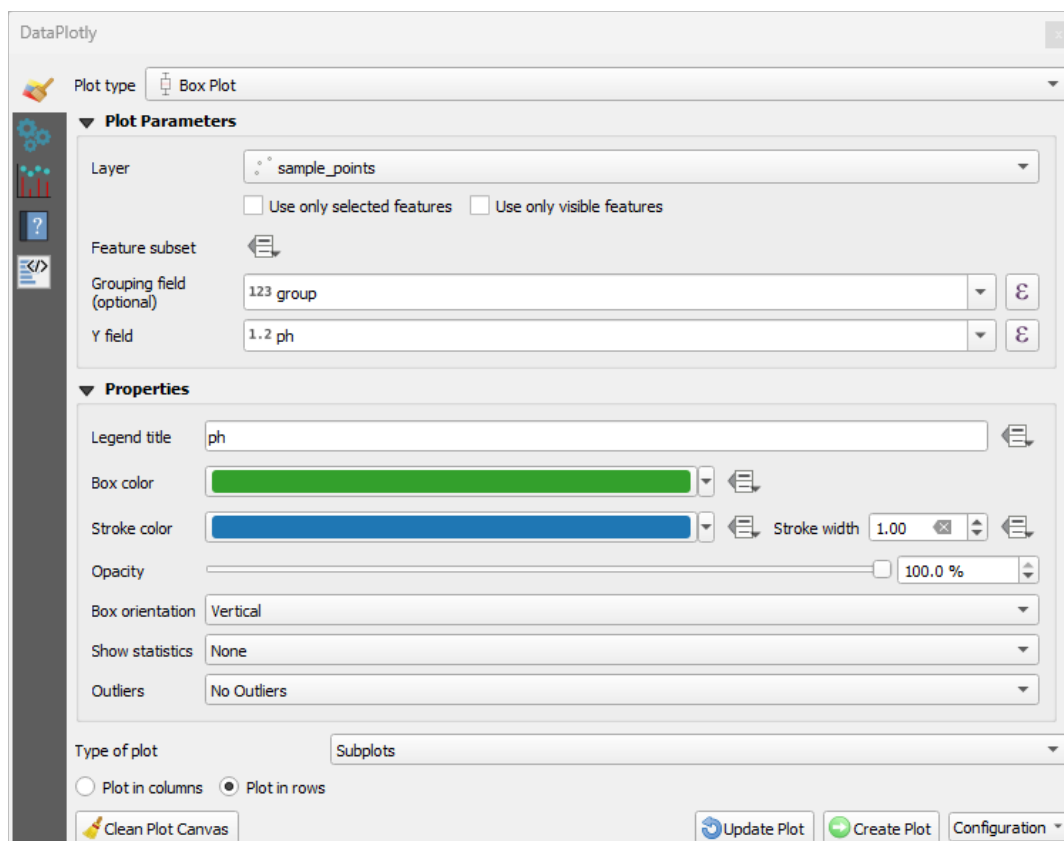 DataPlotly
Plot type Box Plot
Plot Parameters
Layer sample_points
Use only selected features Use only visible features
Feature subset
Grouping field
(optional) 123 group ε
Y field 1.2 ph ε
Properties
Legend title ph
Box color
Stroke color Stroke width 1.00
Opacity 100.0 %
Box orientation Vertical
Show statistics None
Outliers No Outliers
Type of plot Subplots
Plot in columns Plot in rows
Clean Plot Canvas Update Plot Create Plot Configuration